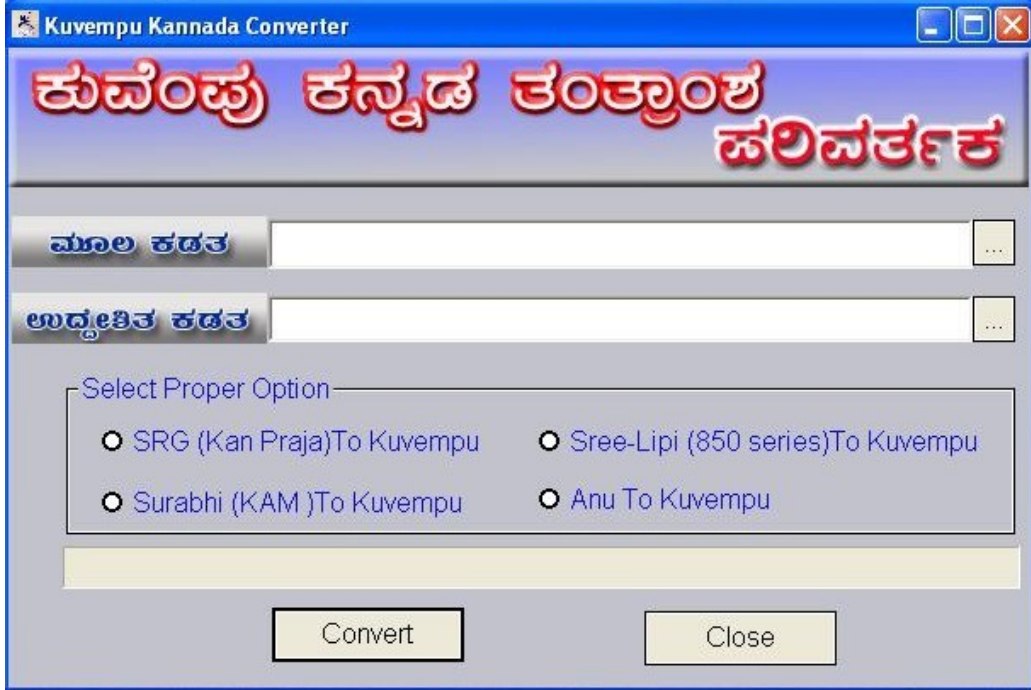 Kuvempu Kannada Converter
ಕುವೆಂಪು ಕನ್ನಡ ತಂತ್ರಾಂಶ
ಪರಿವರ್ತಕ
ಮೂಲ ಕಡತ
...
ಉದ್ದೇಶಿತ ಕಡತ
...
Select Proper Option
SRG (Kan Praja)To Kuvempu
Sree-Lipi (850 series)To Kuvempu
Surabhi (KAM )To Kuvempu
Anu To Kuvempu
Convert
Close